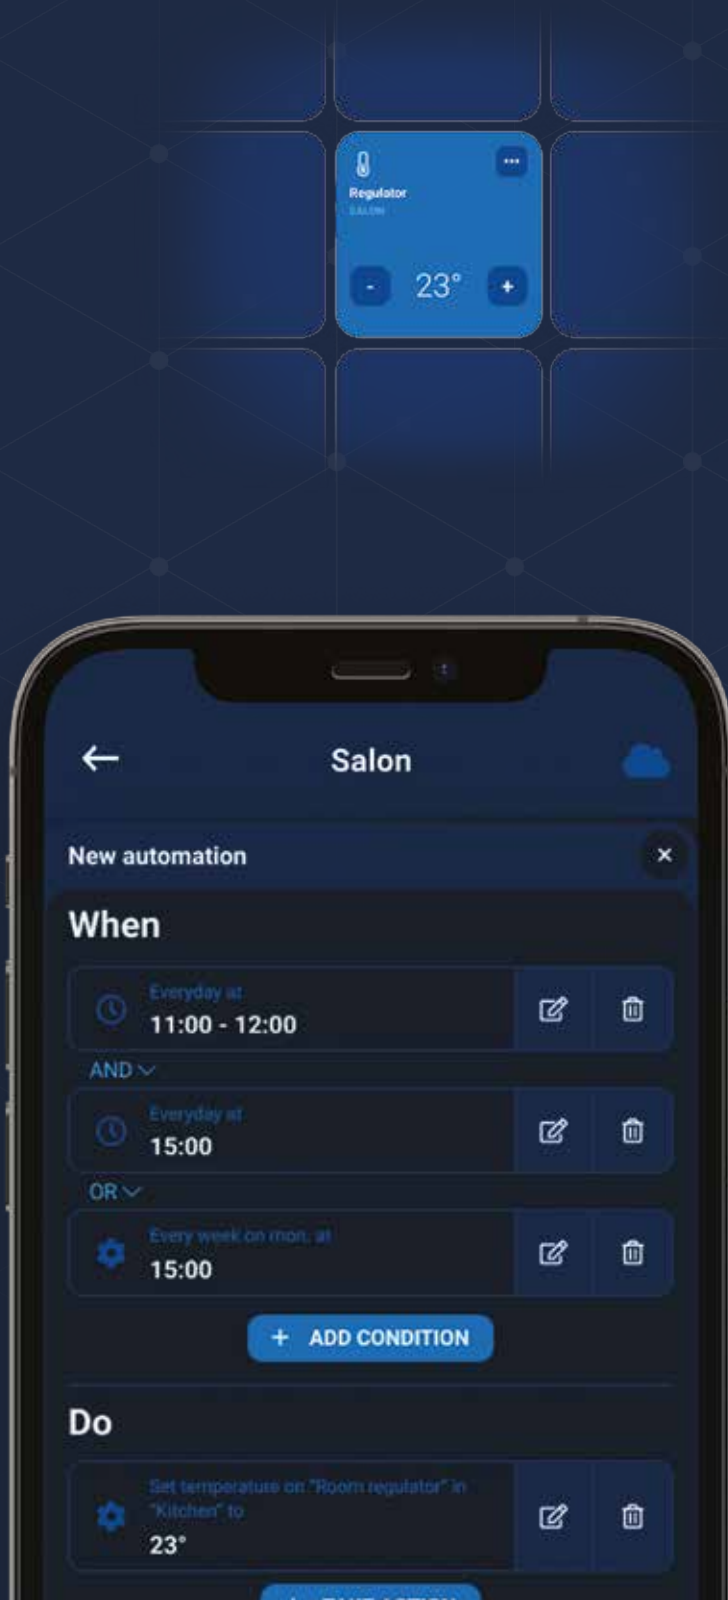 Regulator
SALON
- 23° +
Salon
New automation
When
Everyday at
11:00 - 12:00
AND
Everyday at
15:00
OR
Every week on mon. at
15:00
+ ADD CONDITION
Do
Set temperature on "Room regulator" in
"Kitchen" to
23°